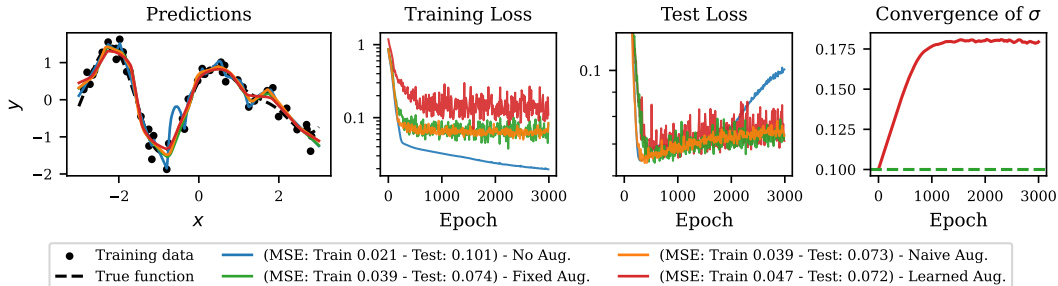 Predictions
Training Loss
Test Loss
Convergence of σ
y
1
0
−1
−2
−2
0
2
x
1
0.1
0
1000
2000
3000
Epoch
0.1
0
1000
2000
3000
Epoch
0.200
0.175
0.150
0.125
0.100
0
1000
2000
3000
Epoch
Training data
True function
(MSE: Train 0.021 - Test: 0.101) - No Aug.
(MSE: Train 0.039 - Test: 0.074) - Fixed Aug.
(MSE: Train 0.039 - Test: 0.073) - Naive Aug.
(MSE: Train 0.047 - Test: 0.072) - Learned Aug.